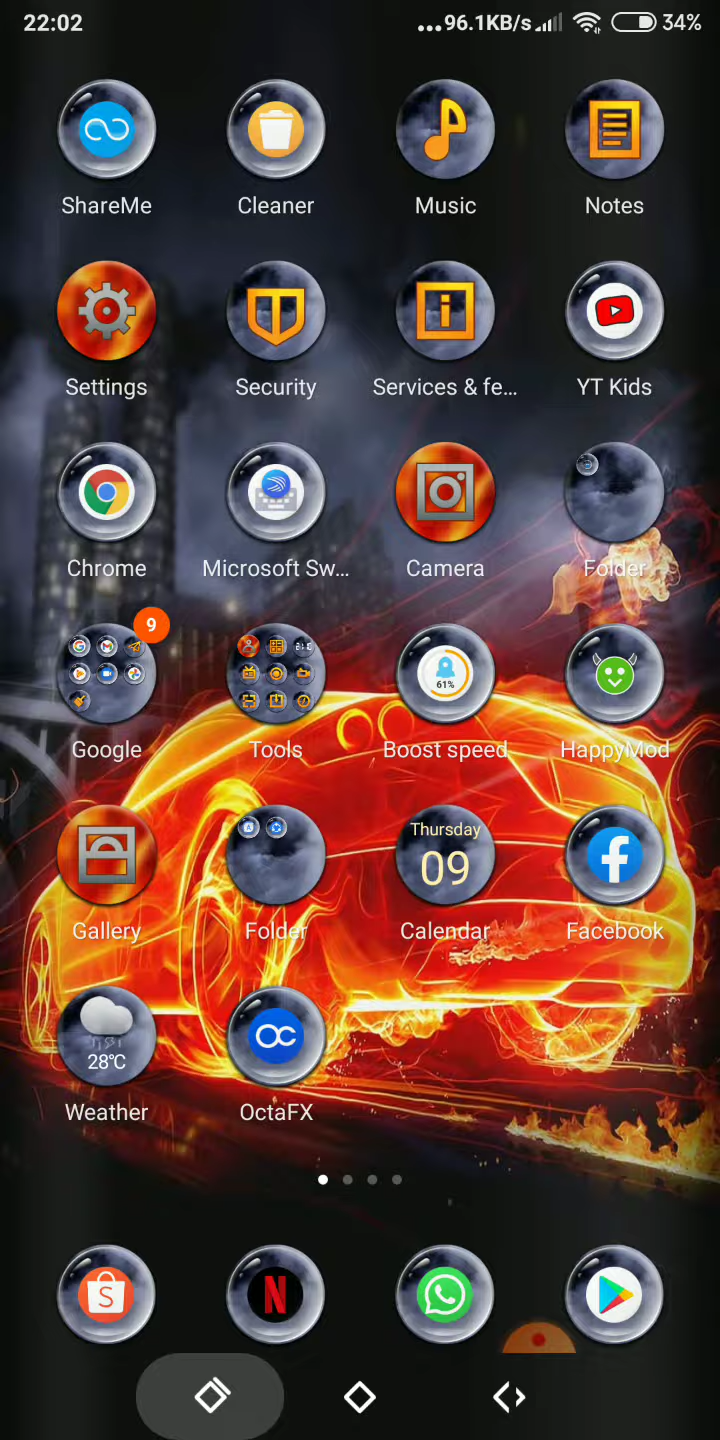 22:02
...96.1KB/s 34%
ShareMe Cleaner Music Notes
Settings Security Services & fe... YT Kids
Chrome Microsoft Sw... Camera Folder
9
61%
Google Tools Boost speed HappyMod
Thursday
09
Gallery Folder Calendar Facebook
28℃
Weather OctaFX